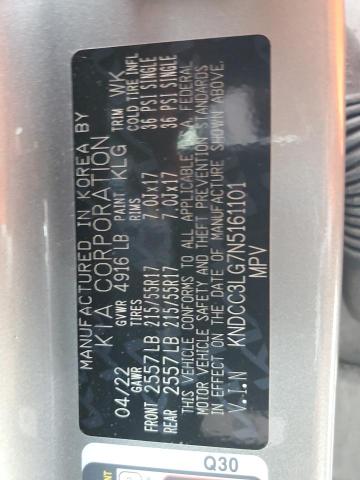 MANUFACTURED IN KOREA BY
KIA CORPORATION
04/22 GVWR 4916 LB PAINT KLG TRIM WK
GAWR RIMS COLD TIRE INFL
FRONT 2557 LB 215/55R17 7.0JX17 36 PSI SINGLE
REAR 2557 LB 215/55R17 7.0JX17 36 PSI SINGLE
THIS VEHICLE CONFORMS TO ALL APPLICABLE U.S.A. FEDERAL
MOTOR VEHICLE SAFETY AND THEFT PREVENTION STANDARDS
IN EFFECT ON THE DATE OF MANUFACTURE SHOWN ABOVE.
V.I.N KNDCC3LG7N5161101
MPV
Q30